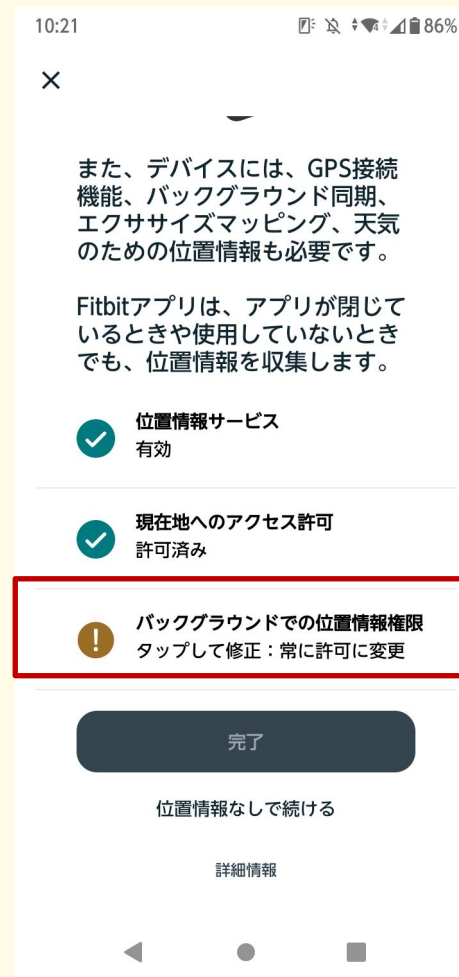 10:21
86%
また、デバイスには、GPS接続
機能、バックグラウンド同期、
エクササイズマッピング、天気
のための位置情報も必要です。
Fitbitアプリは、アプリが閉じて
いるときや使用していないとき
でも、位置情報を収集します。
位置情報サービス
有効
現在地へのアクセス許可
許可済み
バックグラウンドでの位置情報権限
タップして修正：常に許可に変更
完了
位置情報なしで続ける
詳細情報